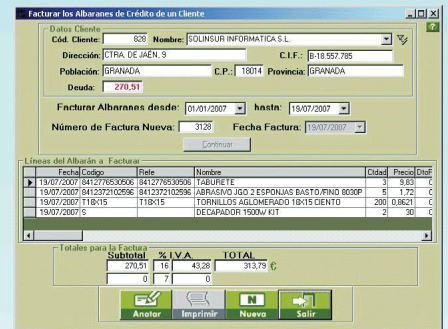 Facturar los Albaranes de Crédito de un Cliente
Datos Cliente
Cód. Cliente: 828 Nombre: SOLINSUR INFORMATICA S.L.
Dirección: CTRA. DE JAÉN, 9 C.I.F.: B-18.557.785
Población: GRANADA C.P.: 18014 Provincia: GRANADA
Deuda: 270,51
Facturar Albaranes desde: 01/01/2007 hasta: 19/07/2007
Número de Factura Nueva: 3128 Fecha Factura: 19/07/2007
Continuar
Líneas del Albarán a Facturar
Fecha Codigo Refe Nombre Ctdad Precio DtoF
19/07/2007 8412776530506 8412776530506 TABURETE 3 9,83 0
19/07/2007 8412372102596 8412372102596 ABRASIVO JGO 2 ESPONJAS BASTO/FINO 8030P 5 1,72 0
19/07/2007 T18X15 T18X15 TORNILLOS AGLOMERADO 18X15 CIENTO 200 0,8621 0
19/07/2007 S DECAPADOR 1500W KIT 2 30 0
Totales para la Factura
Subtotal % I.V.A. TOTAL
270,51 16 43,28 313,79 €
0 7 0
Anotar Imprimir Nueva Salir